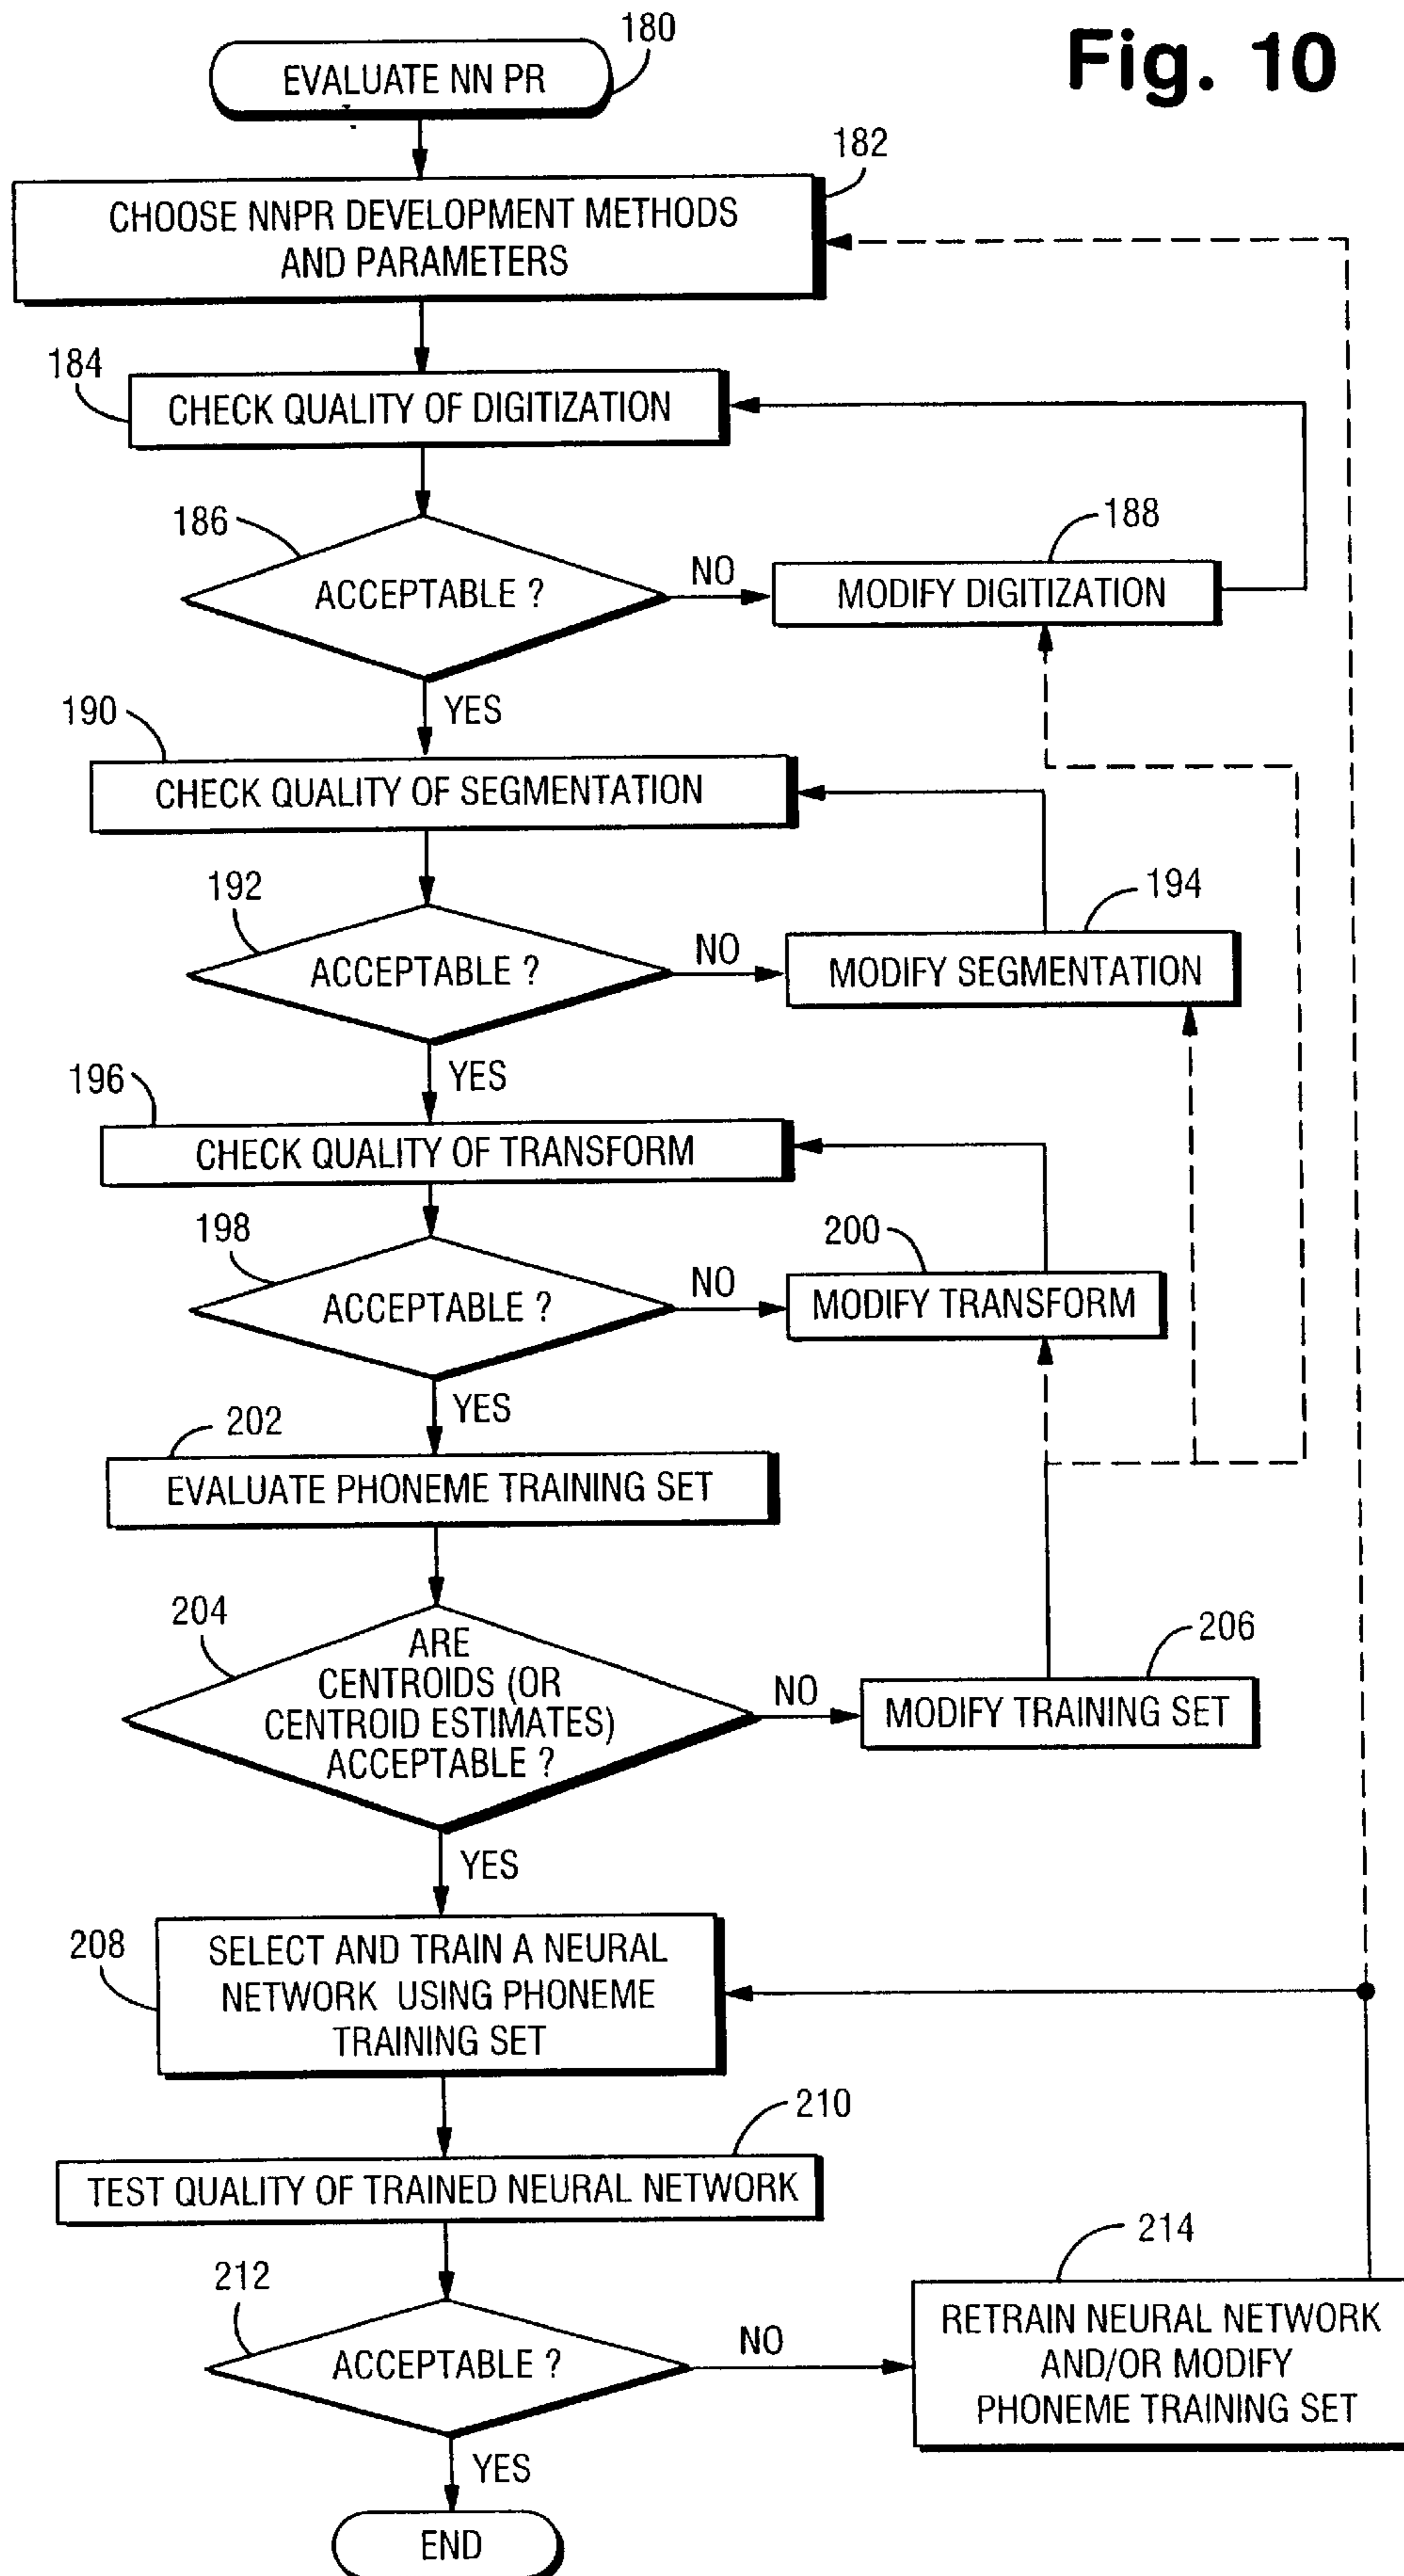 Fig. 10
180
EVALUATE NN PR
182
CHOOSE NNPR DEVELOPMENT METHODS
AND PARAMETERS
184
CHECK QUALITY OF DIGITIZATION
186
ACCEPTABLE ?
NO
188
MODIFY DIGITIZATION
YES
190
CHECK QUALITY OF SEGMENTATION
192
ACCEPTABLE ?
NO
194
MODIFY SEGMENTATION
YES
196
CHECK QUALITY OF TRANSFORM
198
ACCEPTABLE ?
NO
200
MODIFY TRANSFORM
YES
202
EVALUATE PHONEME TRAINING SET
204
ARE
CENTROIDS (OR
CENTROID ESTIMATES)
ACCEPTABLE ?
NO
206
MODIFY TRAINING SET
YES
208
SELECT AND TRAIN A NEURAL
NETWORK USING PHONEME
TRAINING SET
210
TEST QUALITY OF TRAINED NEURAL NETWORK
212
ACCEPTABLE ?
NO
214
RETRAIN NEURAL NETWORK
AND/OR MODIFY
PHONEME TRAINING SET
YES
END